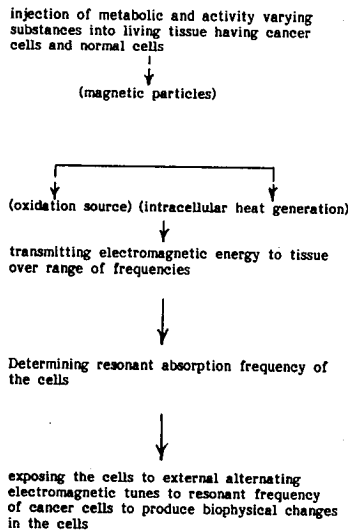 injection of metabolic and activity varying
substances into living tissue having cancer
cells and normal cells
(magnetic particles)
(oxidation source) (intracellular heat generation)
transmitting electromagnetic energy to tissue
over range of frequencies
Determining resonant absorption frequency of
the cells
exposing the cells to external alternating
electromagnetic tunes to resonant frequency
of cancer cells to produce biophysical changes
in the cells